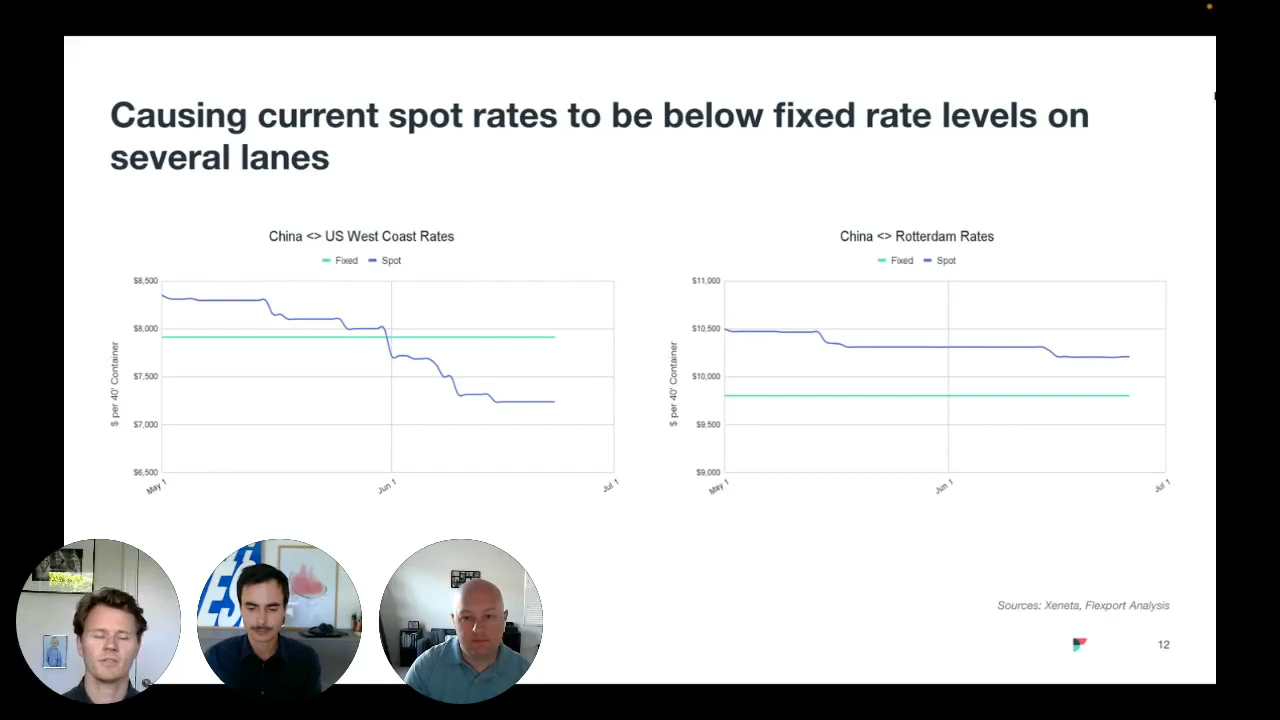 Causing current spot rates to be below fixed rate levels on
several lanes
China <> US West Coast Rates
Fixed Spot
$8,500
$8,000
$7,500
$7,000
$6,500
$ per 40' Container
May 1
Jun 1
Jul 1
China <> Rotterdam Rates
Fixed Spot
$11,000
$10,500
$10,000
$9,500
$9,000
$ per 40' Container
May 1
Jun 1
Jul 1
ES
Sources: Xeneta, Flexport Analysis
12